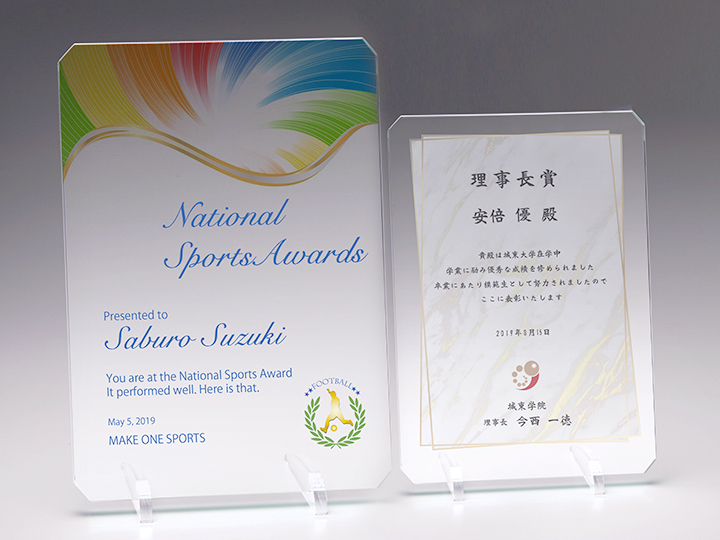 National
Sports Awards
Presented to
Saburo Suzuki
You are at the National Sports Award
It performed well. Here is that.
May 5, 2019
MAKE ONE SPORTS
FOOTBALL
理事長賞
安倍 優 殿
貴殿は城東大学在学中
学業に励み優秀な成績を修められました
卒業にあたり模範生として努力されましたので
ここに表彰いたします
2019年8月15日
城東学院
理事長 今西 一徳